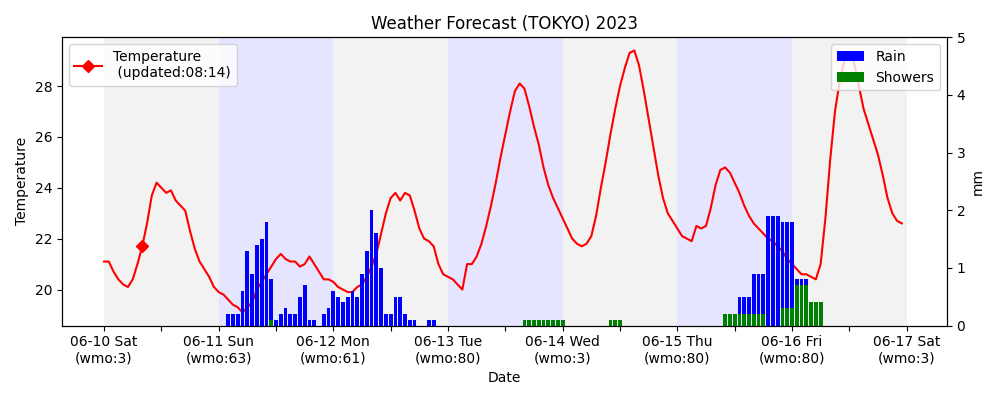 Weather Forecast (TOKYO) 2023
Temperature
(updated:08:14)
Rain
Showers
Temperature
28
26
24
22
20
5
4
3
2
1
0
mm
06-10 Sat
(wmo:3)
06-11 Sun
(wmo:63)
06-12 Mon
(wmo:61)
06-13 Tue
(wmo:80)
06-14 Wed
(wmo:3)
06-15 Thu
(wmo:80)
06-16 Fri
(wmo:80)
06-17 Sat
(wmo:3)
Date